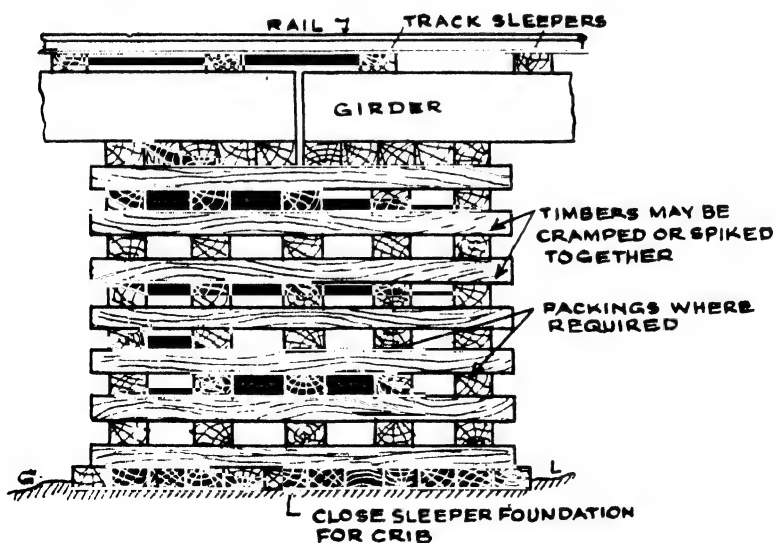 RAIL
TRACK SLEEPERS
GIRDER
TIMBERS MAY BE
CRAMPED OR SPIKED
TOGETHER
PACKINGS WHERE
REQUIRED
G.
L
CLOSE SLEEPER FOUNDATION
FOR CRIB